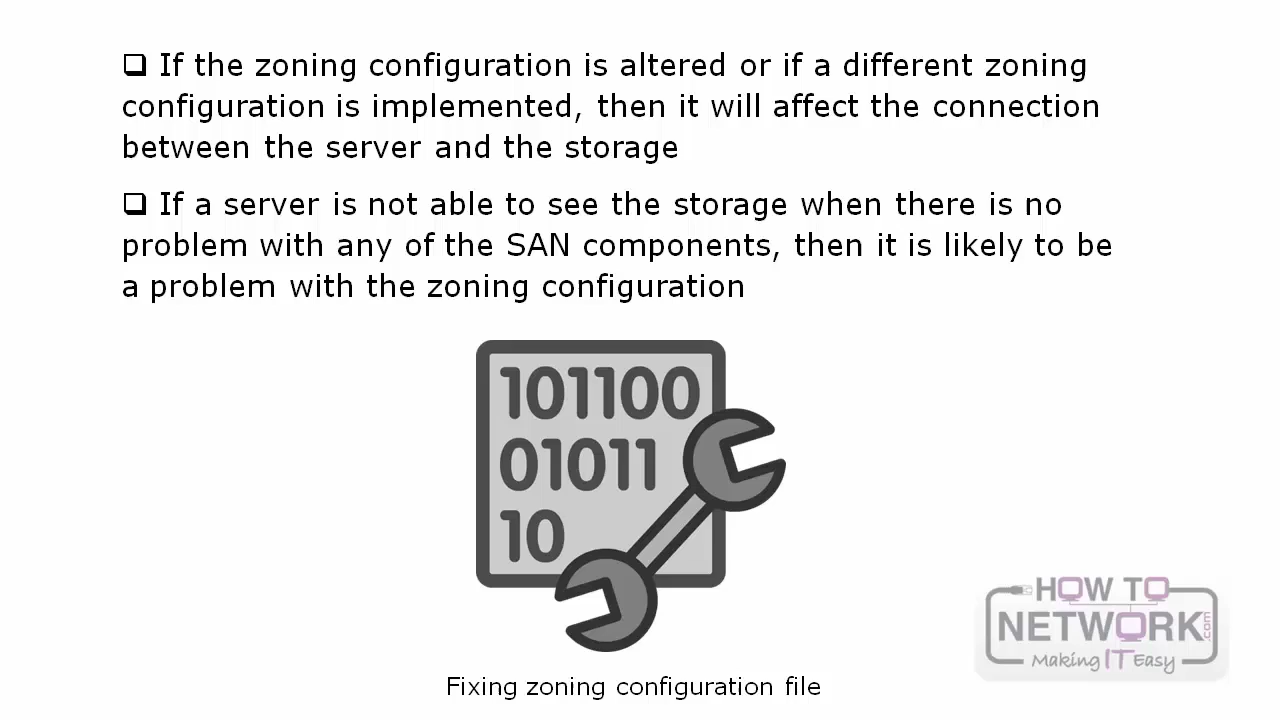 ❑ If the zoning configuration is altered or if a different zoning
configuration is implemented, then it will affect the connection
between the server and the storage
❑ If a server is not able to see the storage when there is no
problem with any of the SAN components, then it is likely to be
a problem with the zoning configuration
101100
01011
10
HOW TO
NETWORK.com
Making IT Easy
Fixing zoning configuration file